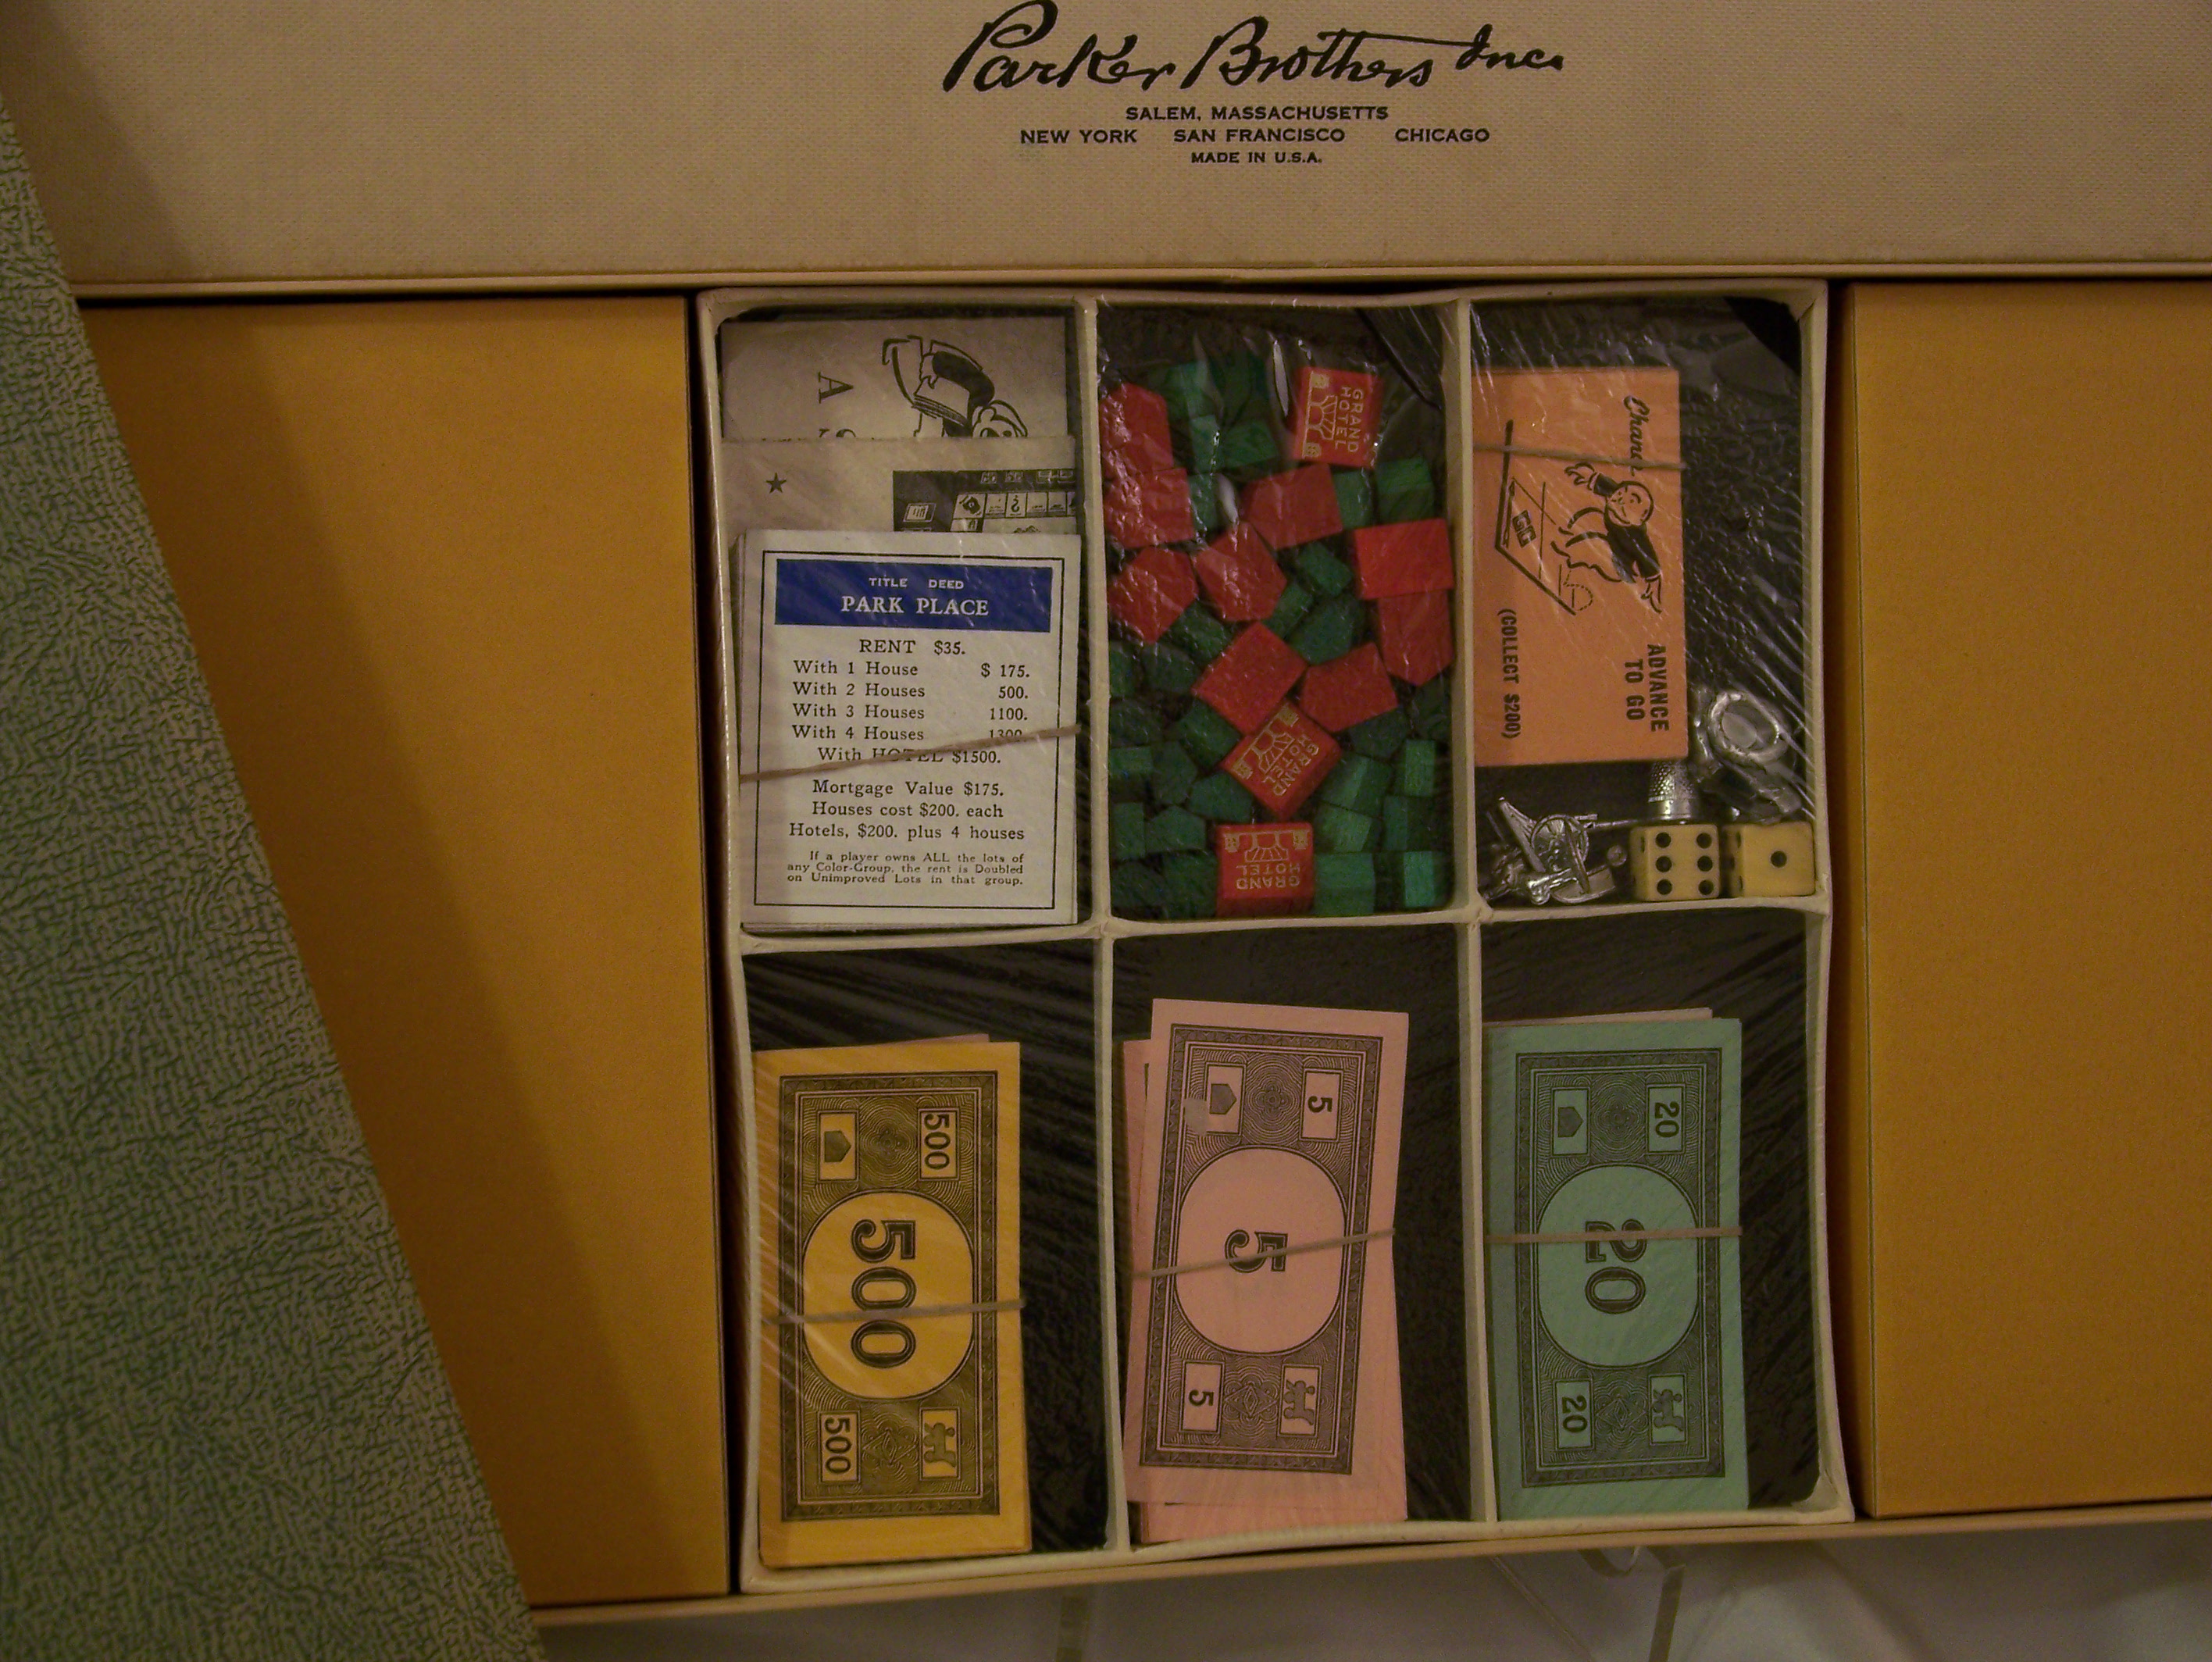 Parker Brothers Inc.
SALEM, MASSACHUSETTS
NEW YORK SAN FRANCISCO CHICAGO
MADE IN U.S.A.
A
TITLE DEED
PARK PLACE
RENT $35.
With 1 House $ 175.
With 2 Houses 500.
With 3 Houses 1100.
With 4 Houses 1300.
With HOTEL $1500.
Mortgage Value $175.
Houses cost $200. each
Hotels, $200. plus 4 houses
If a player owns ALL the lots of
any Color-Group, the rent is Doubled
on Unimproved Lots in that group.
GRAND
HOTEL
GRAND
HOTEL
GRAND
HOTEL
Chance
GO
ADVANCE
TO GO
(COLLECT $200)
500
500
500
5
5
5
20
20
20